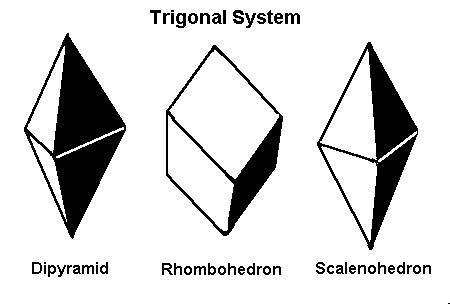 Trigonal System
Dipyramid
Rhombohedron
Scalenohedron